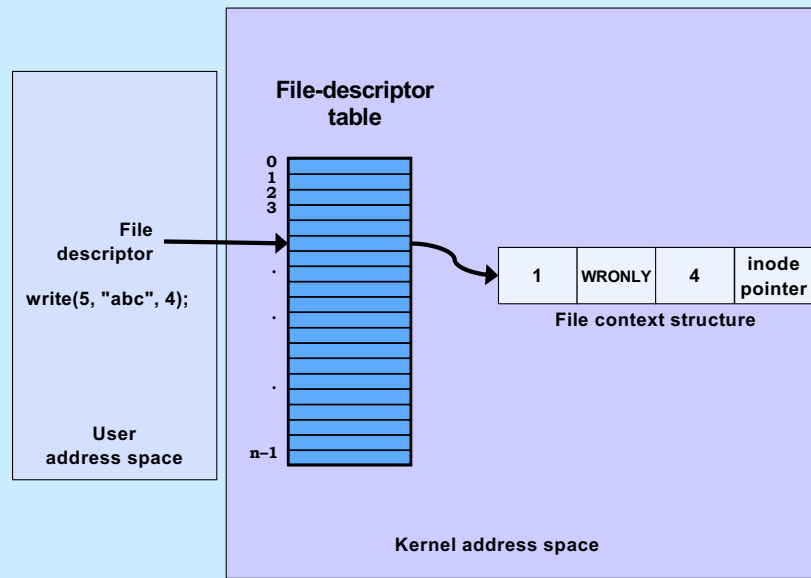 File-descriptor
table
0
1
2
3
.
.
.
n–1
File
descriptor
write(5, "abc", 4);
User
address space
1
WRONLY
4
inode
pointer
File context structure
Kernel address space